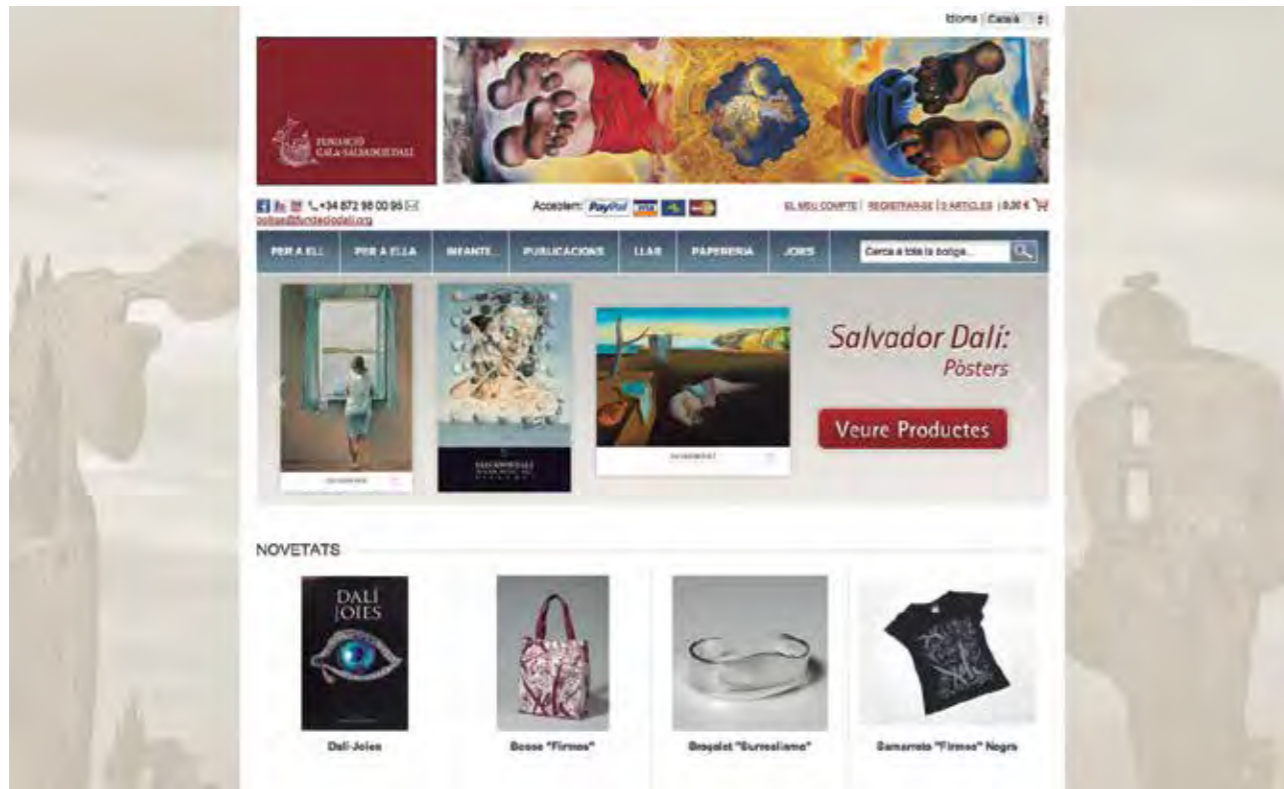 Idioma Català
FUNDACIÓ
GALA-SALVADOR DALÍ
+34 872 98 00 95
botiga@fundaciodali.org
Acceptem: PayPal VISA
EL MEU COMPTE | REGISTRAR-SE | 0 ARTICLES | 0,00 €
PER A ELL PER A ELLA INFANTS PUBLICACIONS LLAR PAPERERIA JOIES Cerca a tota la botiga...
Salvador Dalí:
Pòsters
Veure Productes
NOVETATS
DALÍ
JOIES
Dalí-Joies Bossa "Firmes" Braçalet "Surrealisme" Samarreta "Firmes" Negra